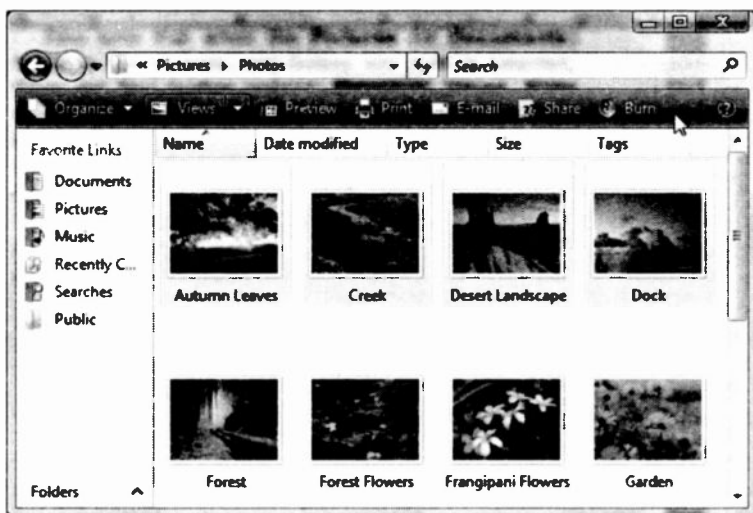 « Pictures Photos Search
Organize Views Preview Print E-mail Share Burn
Favorite Links
Documents
Pictures
Music
Recently C...
Searches
Public
Folders
Name Date modified Type Size Tags
Autumn Leaves Creek Desert Landscape Dock
Forest Forest Flowers Frangipani Flowers Garden